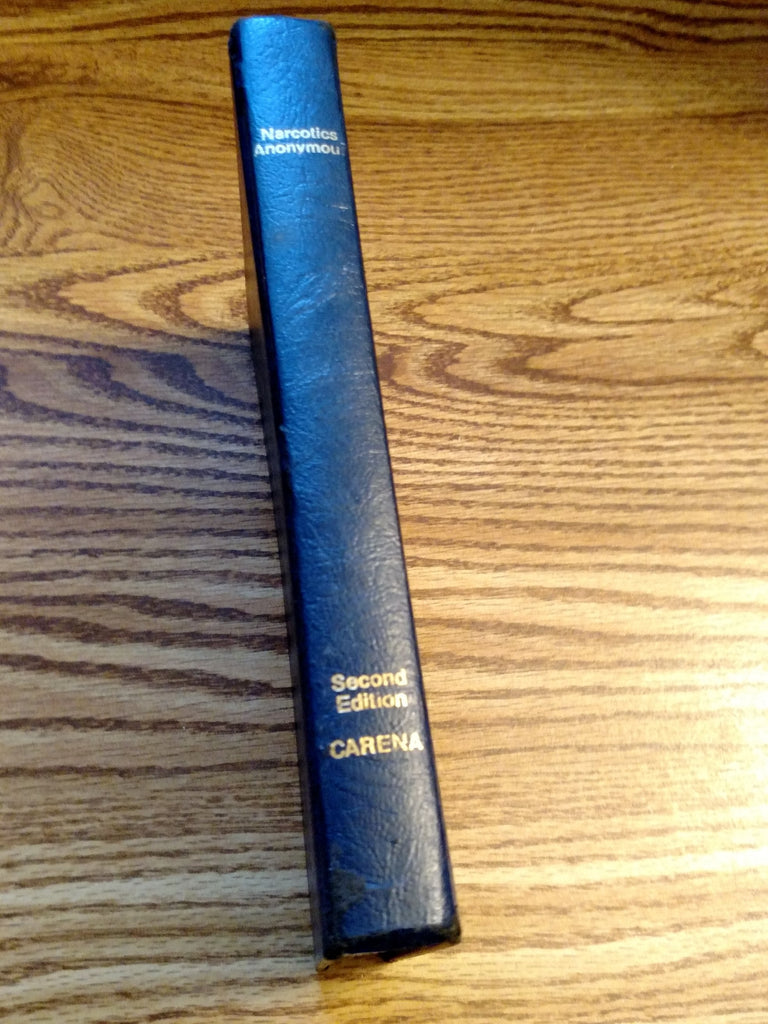 Narcotics
Anonymou
Second
Edition
CARENA